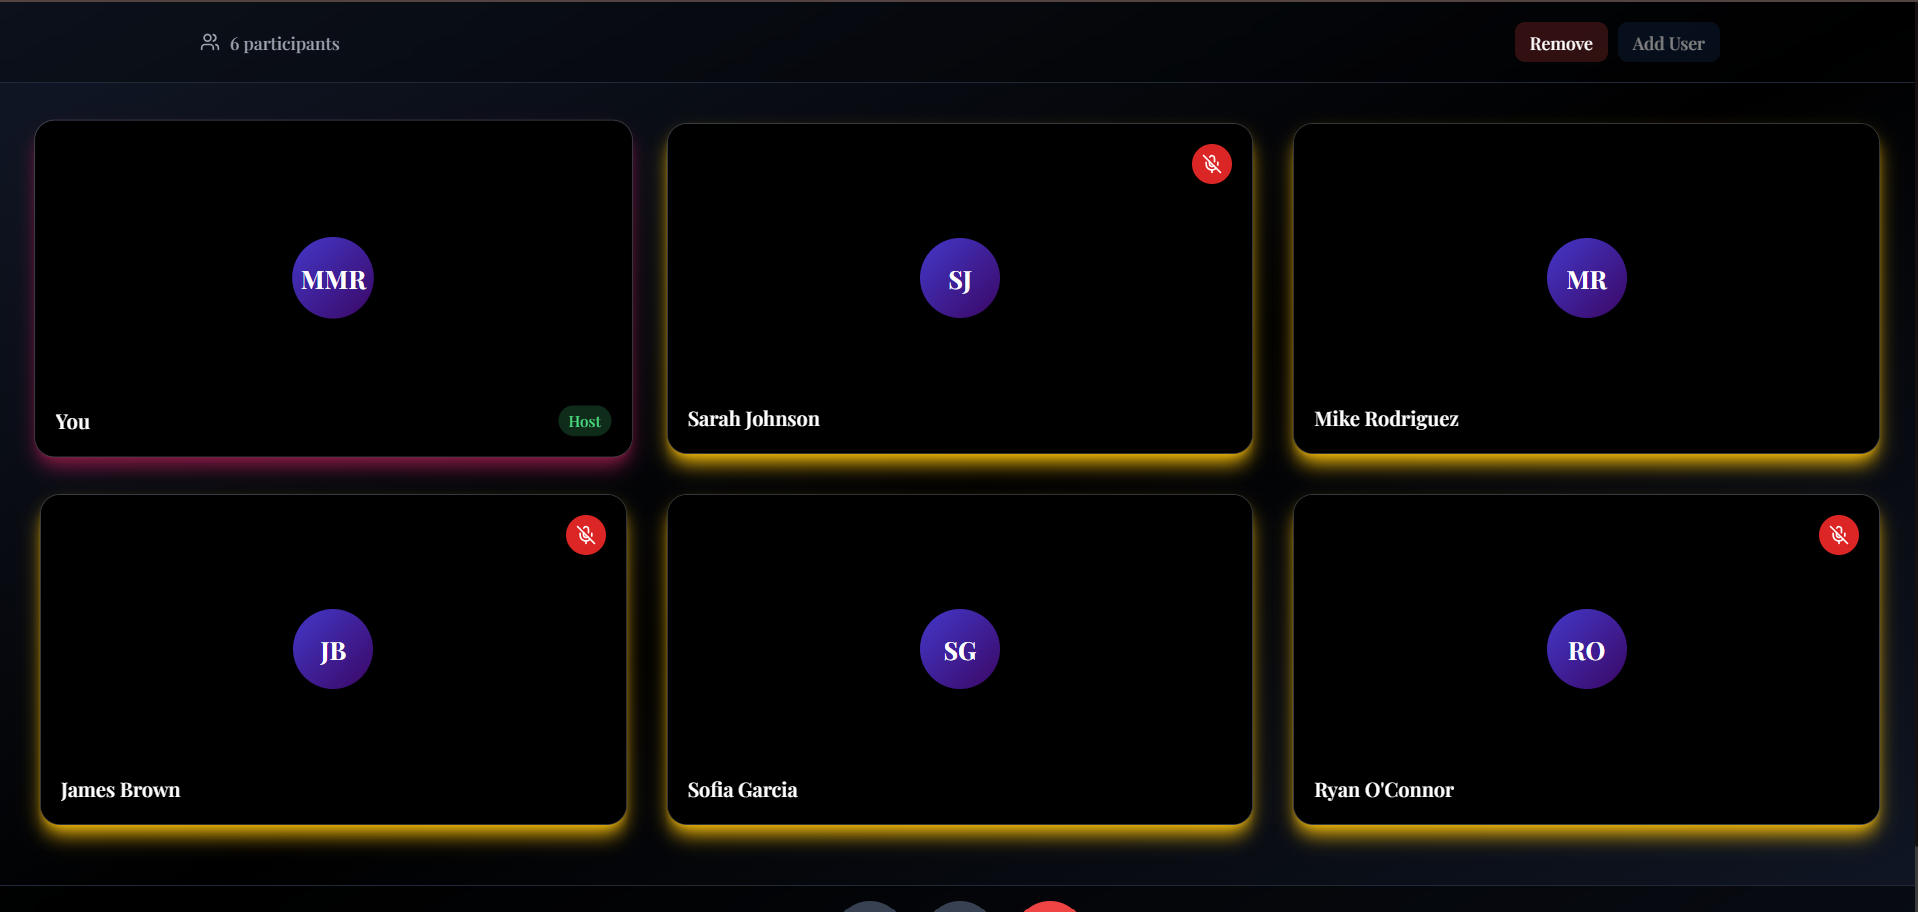 6 participants
Remove
Add User
MMR
You
Host
SJ
Sarah Johnson
MR
Mike Rodriguez
JB
James Brown
SG
Sofia Garcia
RO
Ryan O'Connor